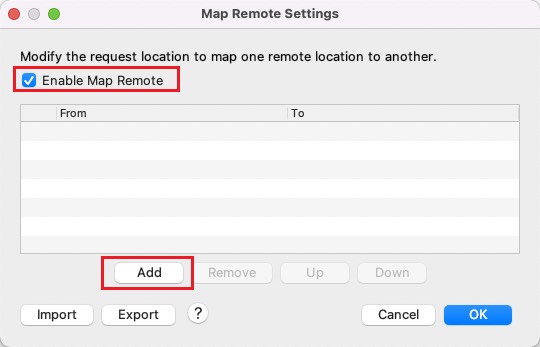 Map Remote Settings
Modify the request location to map one remote location to another.
Enable Map Remote
From To
Add Remove Up Down
Import Export ? Cancel OK